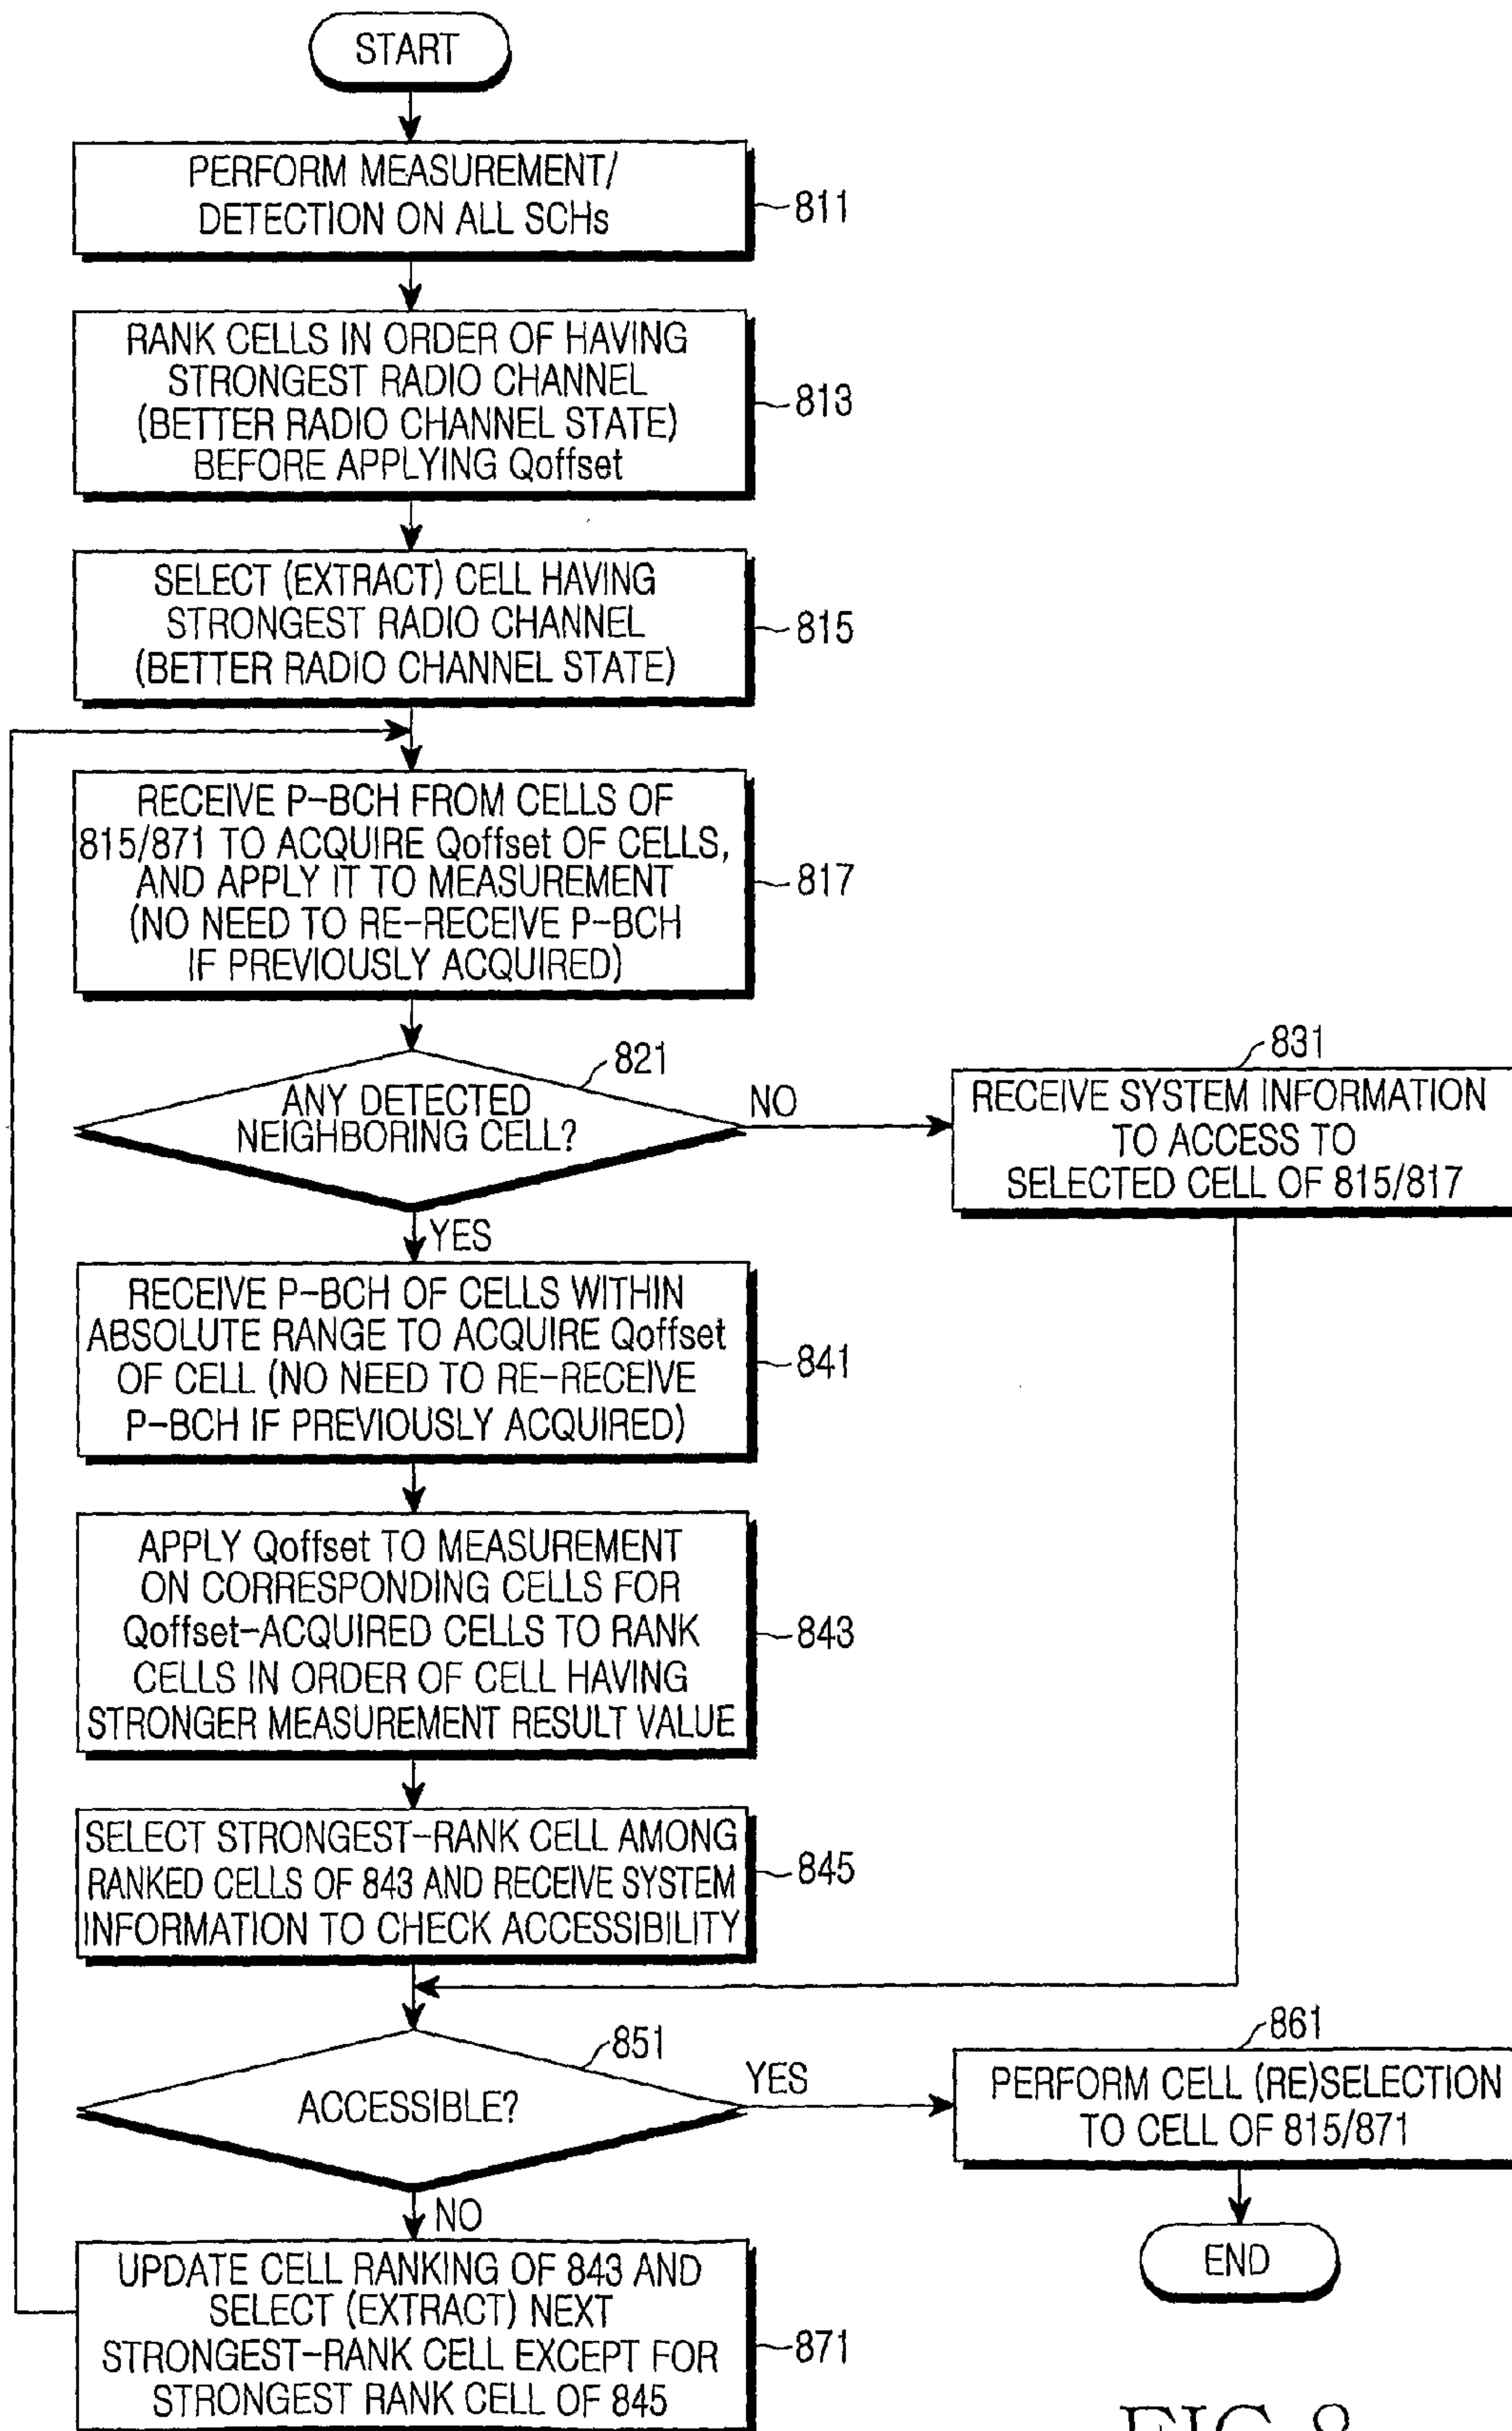 START
PERFORM MEASUREMENT/
DETECTION ON ALL SCHs
811
RANK CELLS IN ORDER OF HAVING
STRONGEST RADIO CHANNEL
(BETTER RADIO CHANNEL STATE)
BEFORE APPLYING Qoffset
813
SELECT (EXTRACT) CELL HAVING
STRONGEST RADIO CHANNEL
(BETTER RADIO CHANNEL STATE)
815
RECEIVE P-BCH FROM CELLS OF
815/871 TO ACQUIRE Qoffset OF CELLS,
AND APPLY IT TO MEASUREMENT
(NO NEED TO RE-RECEIVE P-BCH
IF PREVIOUSLY ACQUIRED)
817
821
ANY DETECTED
NEIGHBORING CELL?
NO
831
RECEIVE SYSTEM INFORMATION
TO ACCESS TO
SELECTED CELL OF 815/817
YES
RECEIVE P-BCH OF CELLS WITHIN
ABSOLUTE RANGE TO ACQUIRE Qoffset
OF CELL (NO NEED TO RE-RECEIVE
P-BCH IF PREVIOUSLY ACQUIRED)
841
APPLY Qoffset TO MEASUREMENT
ON CORRESPONDING CELLS FOR
Qoffset-ACQUIRED CELLS TO RANK
CELLS IN ORDER OF CELL HAVING
STRONGER MEASUREMENT RESULT VALUE
843
SELECT STRONGEST-RANK CELL AMONG
RANKED CELLS OF 843 AND RECEIVE SYSTEM
INFORMATION TO CHECK ACCESSIBILITY
845
851
ACCESSIBLE?
YES
861
PERFORM CELL (RE)SELECTION
TO CELL OF 815/871
END
NO
UPDATE CELL RANKING OF 843 AND
SELECT (EXTRACT) NEXT
STRONGEST-RANK CELL EXCEPT FOR
STRONGEST RANK CELL OF 845
871
FIG.8